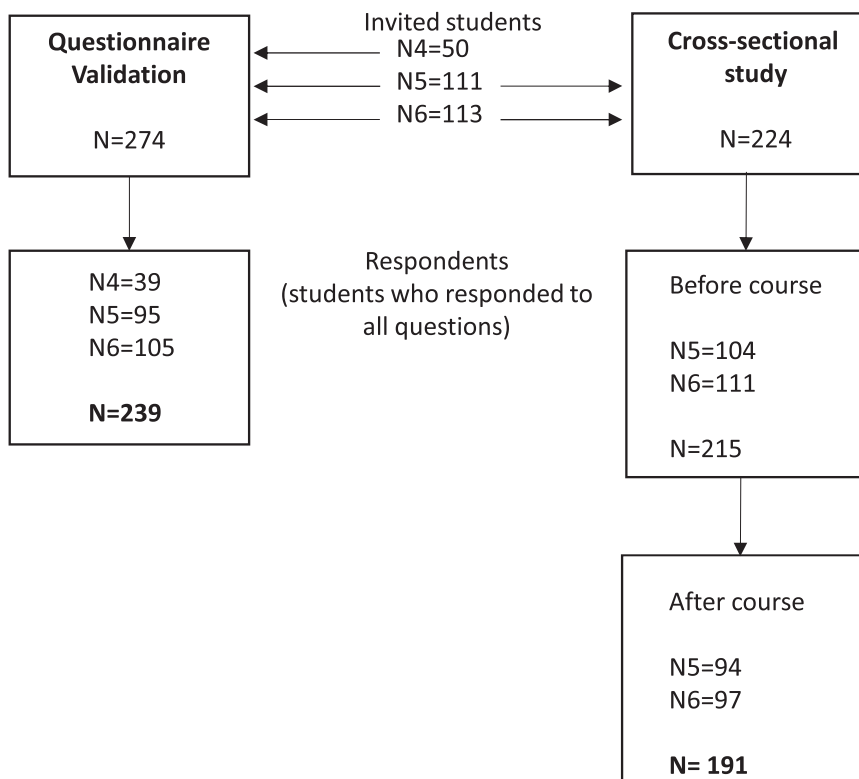 Questionnaire
Validation
N=274
Invited students
N4=50
N5=111
N6=113
Cross-sectional
study
N=224
N4=39
N5=95
N6=105
N=239
Respondents
(students who responded to
all questions)
Before course
N5=104
N6=111
N=215
After course
N5=94
N6=97
N= 191